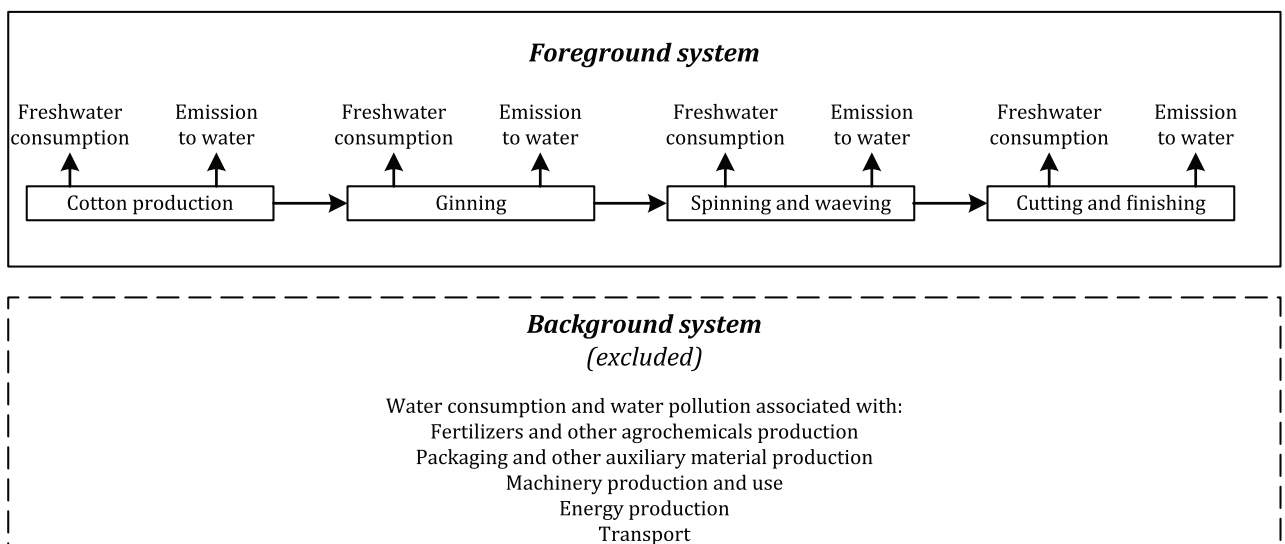 Foreground system
Freshwater
consumption
Emission
to water
Freshwater
consumption
Emission
to water
Freshwater
consumption
Emission
to water
Freshwater
consumption
Emission
to water
Cotton production
Ginning
Spinning and waeving
Cutting and finishing
Background system
(excluded)
Water consumption and water pollution associated with:
Fertilizers and other agrochemicals production
Packaging and other auxiliary material production
Machinery production and use
Energy production
Transport